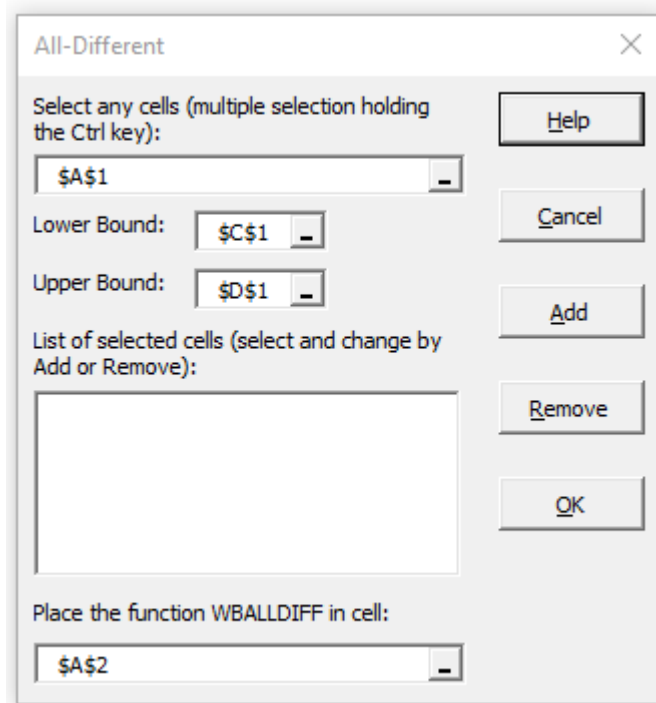 All-Different
Select any cells (multiple selection holding
the Ctrl key):
$A$1
Lower Bound:
$C$1
Upper Bound:
$D$1
List of selected cells (select and change by
Add or Remove):
Place the function WBALLDIFF in cell:
$A$2
Help
Cancel
Add
Remove
OK